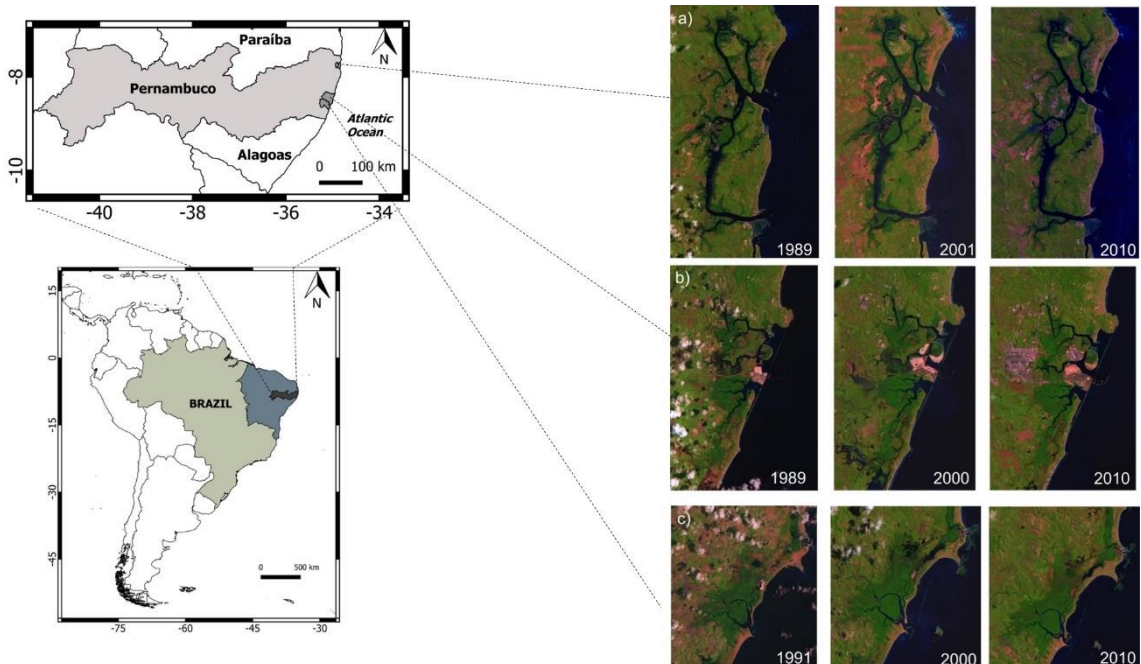 Paraíba
N
-8
Pernambuco
Atlantic
Ocean
Alagoas
0 100 km
-10
-40 -38 -36 -34
N
15
0
BRAZIL
-15
-30
-45
0 500 km
-75 -60 -45 -30
a)
1989 2001 2010
b)
1989 2000 2010
c)
1991 2000 2010